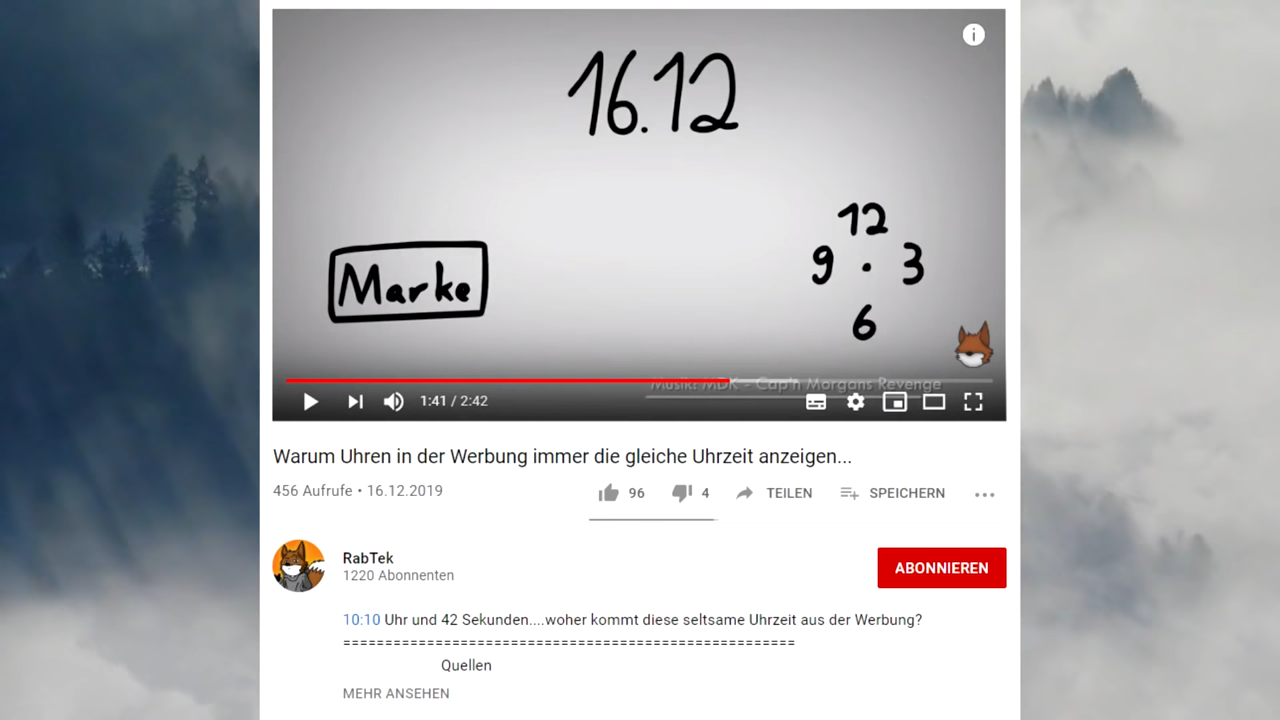 16.12
12
9 . 3
Marke
6
Musik: MDK - Cap'n Morgans Revenge
1:41 / 2:42
Warum Uhren in der Werbung immer die gleiche Uhrzeit anzeigen...
456 Aufrufe • 16.12.2019
96
4
TEILEN
SPEICHERN
RabTek
1220 Abonnenten
ABONNIEREN
10:10 Uhr und 42 Sekunden....woher kommt diese seltsame Uhrzeit aus der Werbung?
======================================================
Quellen
MEHR ANSEHEN